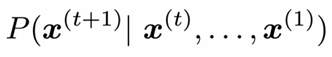 P(x^{(t+1)} | x^{(t)}, ..., x^{(1)})